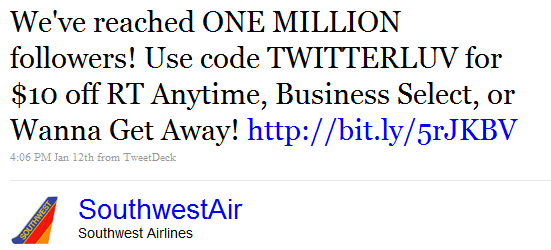 We've reached ONE MILLION
followers! Use code TWITTERLUV for
$10 off RT Anytime, Business Select, or
Wanna Get Away! http://bit.ly/5rJKBV
4:06 PM Jan 12th from TweetDeck
SOUTHWEST
SouthwestAir
Southwest Airlines